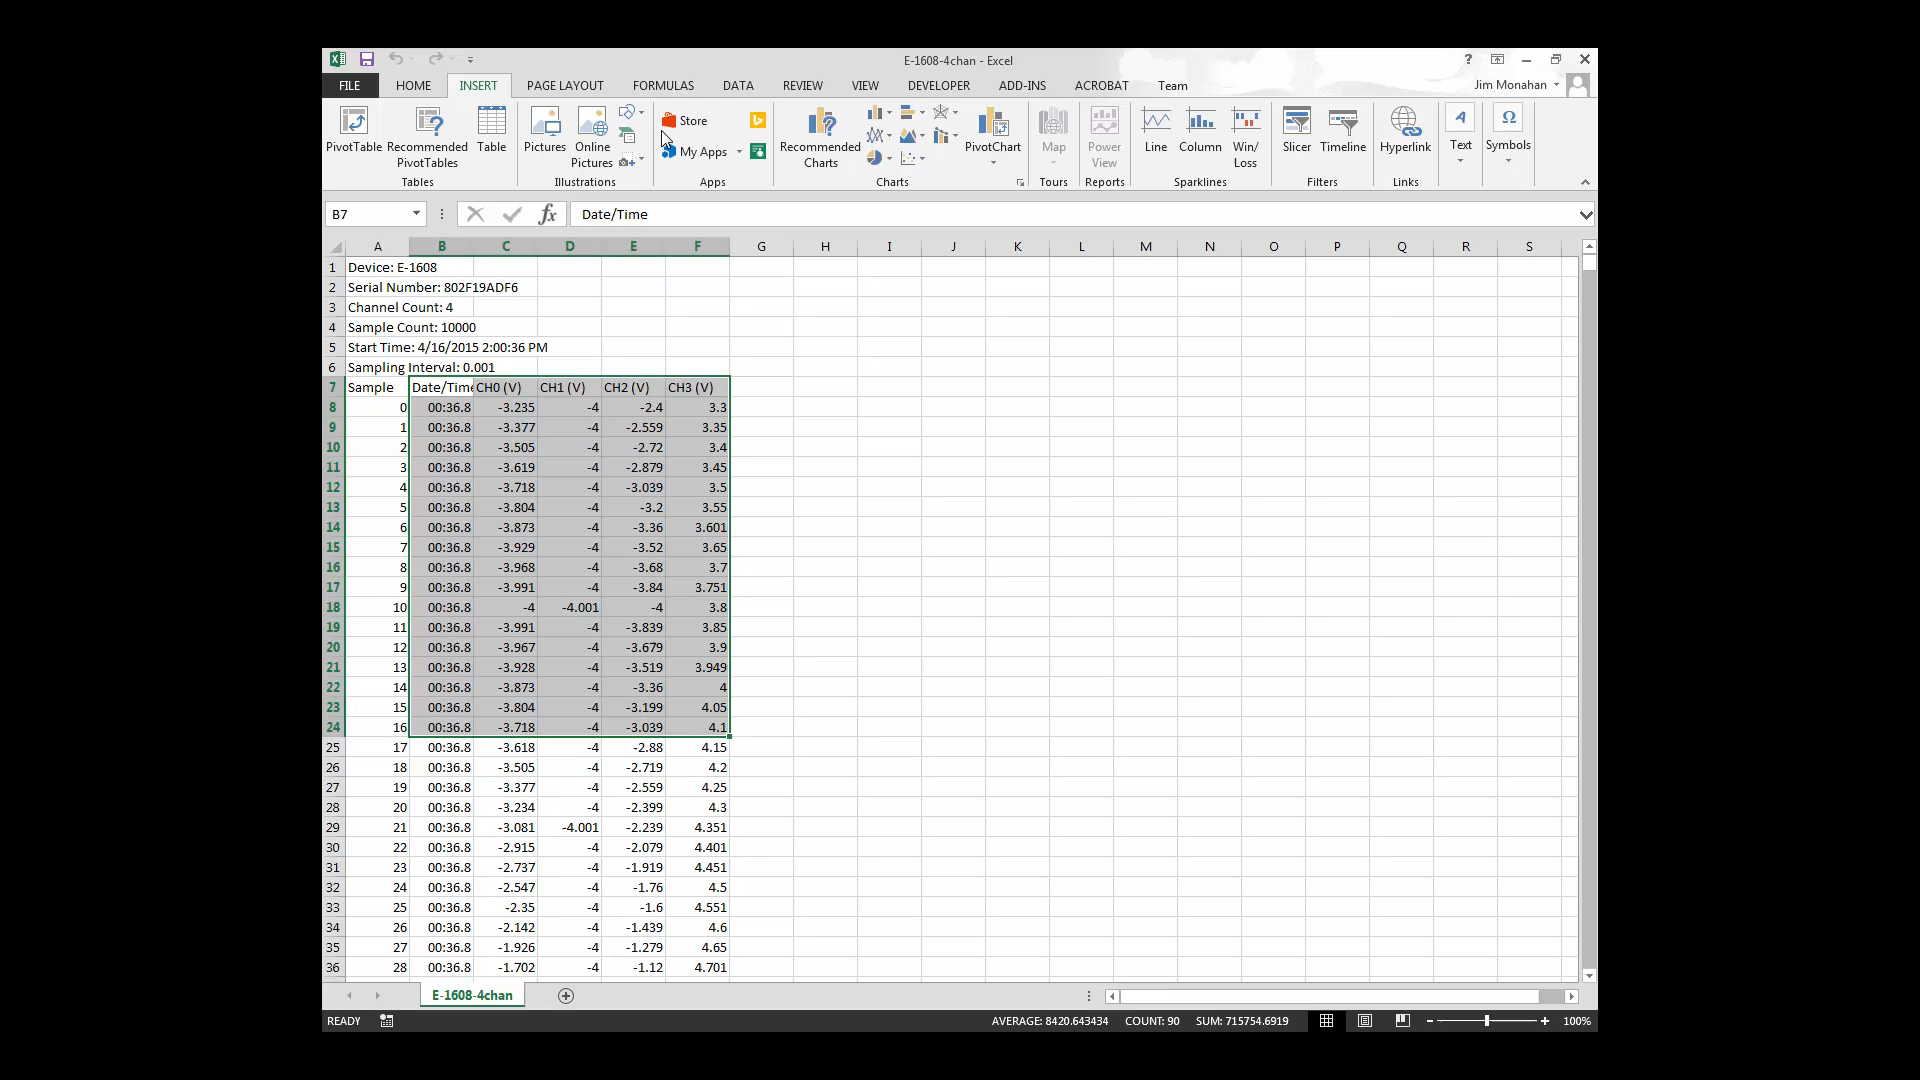 E-1608-4chan - Excel
FILE HOME INSERT PAGE LAYOUT FORMULAS DATA REVIEW VIEW DEVELOPER ADD-INS ACROBAT Team Jim Monahan
PivotTable Recommended PivotTables Table Pictures Online Pictures Store My Apps Recommended Charts PivotChart Map Power View Line Column Win/Loss Slicer Timeline Hyperlink Text Symbols
Tables Illustrations Apps Charts Tours Reports Sparklines Filters Links
B7 fx Date/Time
A B C D E F G H I J K L M N O P Q R S
1 Device: E-1608
2 Serial Number: 802F19ADF6
3 Channel Count: 4
4 Sample Count: 10000
5 Start Time: 4/16/2015 2:00:36 PM
6 Sampling Interval: 0.001
7 Sample Date/Time CH0 (V) CH1 (V) CH2 (V) CH3 (V)
8 0 00:36.8 -3.235 -4 -2.4 3.3
9 1 00:36.8 -3.377 -4 -2.559 3.35
10 2 00:36.8 -3.505 -4 -2.72 3.4
11 3 00:36.8 -3.619 -4 -2.879 3.45
12 4 00:36.8 -3.718 -4 -3.039 3.5
13 5 00:36.8 -3.804 -4 -3.2 3.55
14 6 00:36.8 -3.873 -4 -3.36 3.601
15 7 00:36.8 -3.929 -4 -3.52 3.65
16 8 00:36.8 -3.968 -4 -3.68 3.7
17 9 00:36.8 -3.991 -4 -3.84 3.751
18 10 00:36.8 -4 -4.001 -4 3.8
19 11 00:36.8 -3.991 -4 -3.839 3.85
20 12 00:36.8 -3.967 -4 -3.679 3.9
21 13 00:36.8 -3.928 -4 -3.519 3.949
22 14 00:36.8 -3.873 -4 -3.36 4
23 15 00:36.8 -3.804 -4 -3.199 4.05
24 16 00:36.8 -3.718 -4 -3.039 4.1
25 17 00:36.8 -3.618 -4 -2.88 4.15
26 18 00:36.8 -3.505 -4 -2.719 4.2
27 19 00:36.8 -3.377 -4 -2.559 4.25
28 20 00:36.8 -3.234 -4 -2.399 4.3
29 21 00:36.8 -3.081 -4.001 -2.239 4.351
30 22 00:36.8 -2.915 -4 -2.079 4.401
31 23 00:36.8 -2.737 -4 -1.919 4.451
32 24 00:36.8 -2.547 -4 -1.76 4.5
33 25 00:36.8 -2.35 -4 -1.6 4.551
34 26 00:36.8 -2.142 -4 -1.439 4.6
35 27 00:36.8 -1.926 -4 -1.279 4.65
36 28 00:36.8 -1.702 -4 -1.12 4.701
E-1608-4chan
READY AVERAGE: 8420.643434 COUNT: 90 SUM: 715754.6919 100%